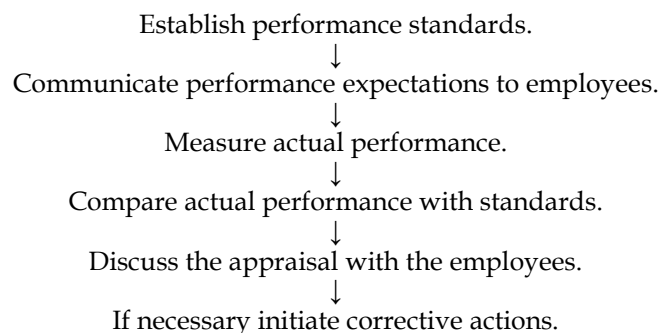 Establish performance standards.
↓
Communicate performance expectations to employees.
↓
Measure actual performance.
↓
Compare actual performance with standards.
↓
Discuss the appraisal with the employees.
↓
If necessary initiate corrective actions.